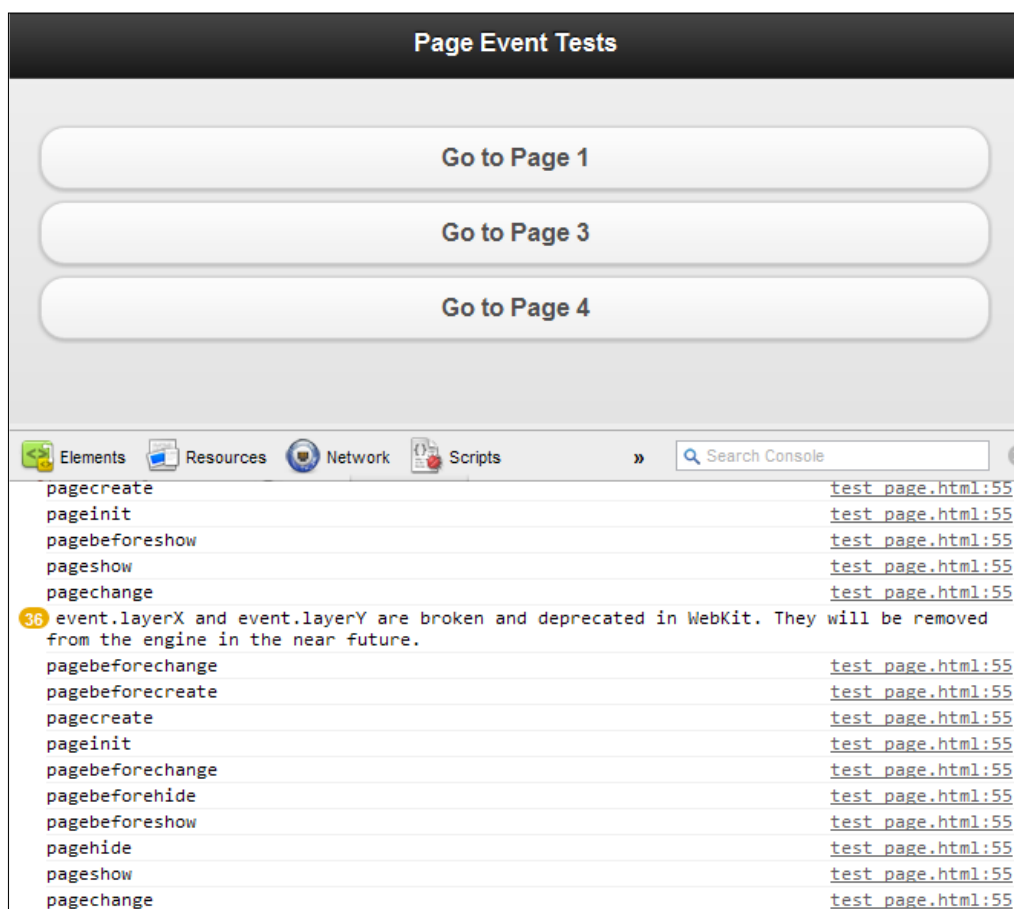 Page Event Tests
Go to Page 1
Go to Page 3
Go to Page 4
Elements Resources Network Scripts » Search Console
pagecreate test_page.html:55
pageinit test_page.html:55
pagebeforeshow test_page.html:55
pageshow test_page.html:55
pagechange test_page.html:55
36 event.layerX and event.layerY are broken and deprecated in WebKit. They will be removed
from the engine in the near future.
pagebeforechange test_page.html:55
pagebeforecreate test_page.html:55
pagecreate test_page.html:55
pageinit test_page.html:55
pagebeforechange test_page.html:55
pagebeforehide test_page.html:55
pagebeforeshow test_page.html:55
pagehide test_page.html:55
pageshow test_page.html:55
pagechange test_page.html:55